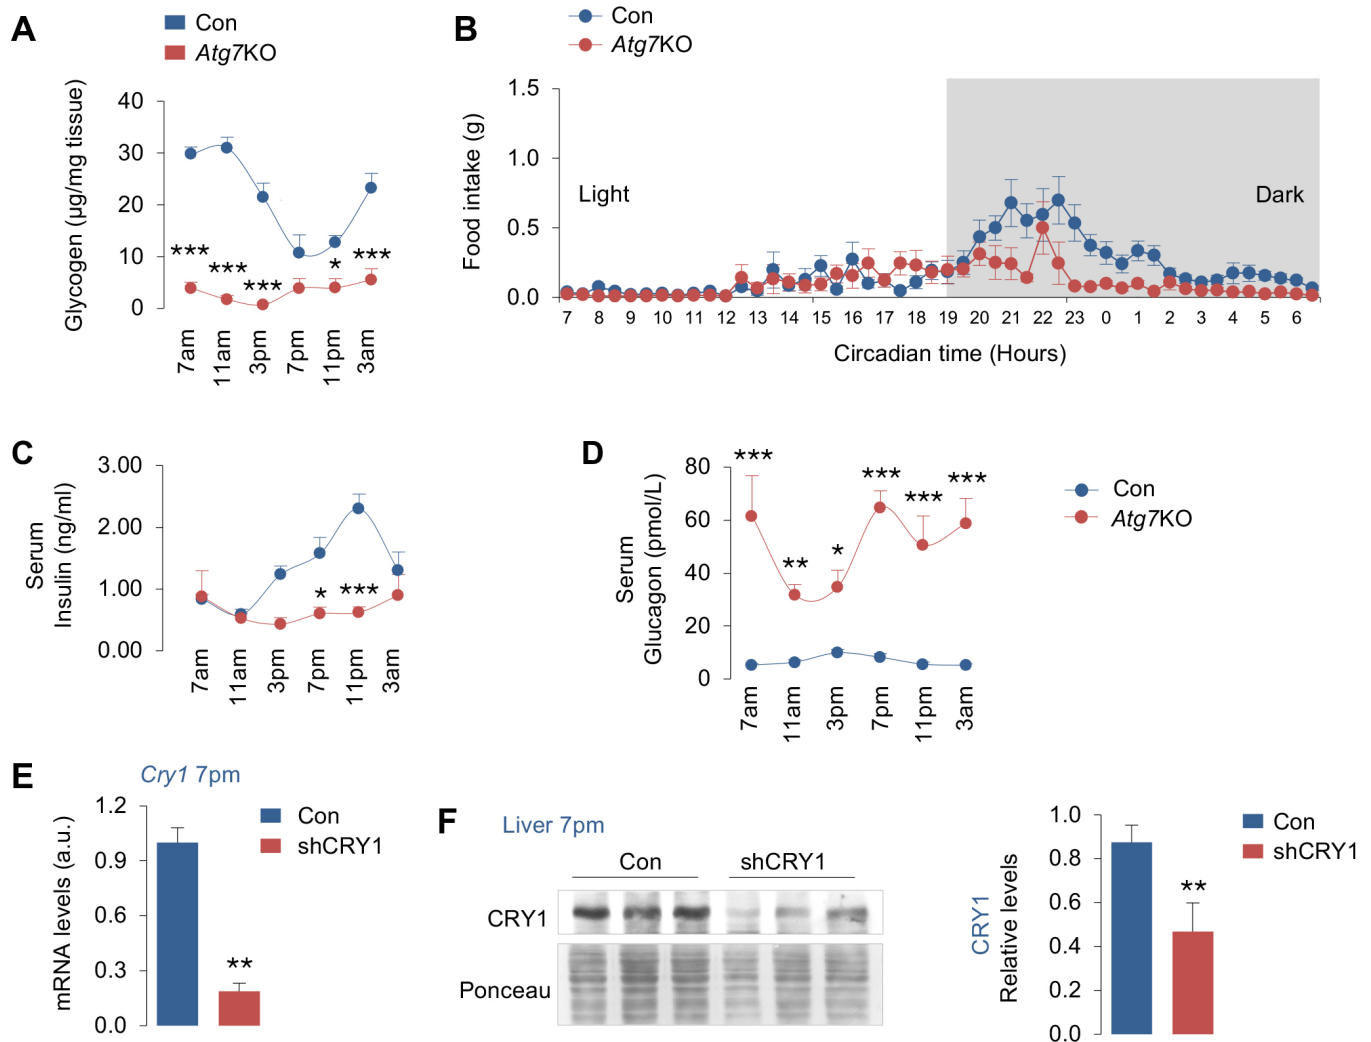 A
Con
Atg7KO
Glycogen (µg/mg tissue)
40
30
20
10
0
***
***
***
*
***
7am
11am
3pm
7pm
11pm
3am
B
Con
Atg7KO
Food intake (g)
1.5
1.0
0.5
0.0
Light
Dark
7 8 9 10 11 12 13 14 15 16 17 18 19 20 21 22 23 0 1 2 3 4 5 6
Circadian time (Hours)
C
Serum
Insulin (ng/ml)
3.00
2.00
1.00
0.00
*
***
7am
11am
3pm
7pm
11pm
3am
D
Serum
Glucagon (pmol/L)
80
60
40
20
0
***
**
*
***
***
***
7am
11am
3pm
7pm
11pm
3am
Con
Atg7KO
E
Cry1 7pm
mRNA levels (a.u.)
1.2
0.9
0.6
0.3
0.0
**
Con
shCRY1
F
Liver 7pm
Con
shCRY1
CRY1
Ponceau
CRY1
Relative levels
1.0
0.8
0.6
0.4
0.2
0.0
**
Con
shCRY1